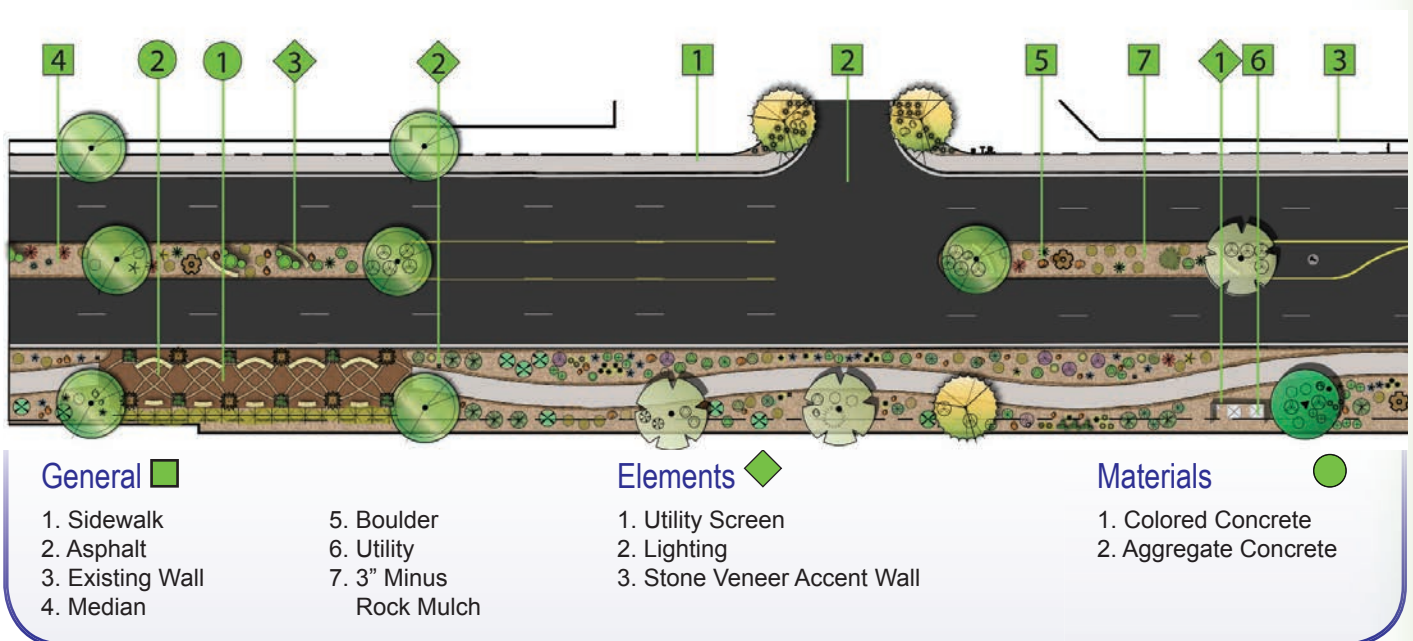 4
2
1
3
2
1
2
5
7
1
6
3
General
1. Sidewalk
2. Asphalt
3. Existing Wall
4. Median
5. Boulder
6. Utility
7. 3” Minus
Rock Mulch
Elements
1. Utility Screen
2. Lighting
3. Stone Veneer Accent Wall
Materials
1. Colored Concrete
2. Aggregate Concrete